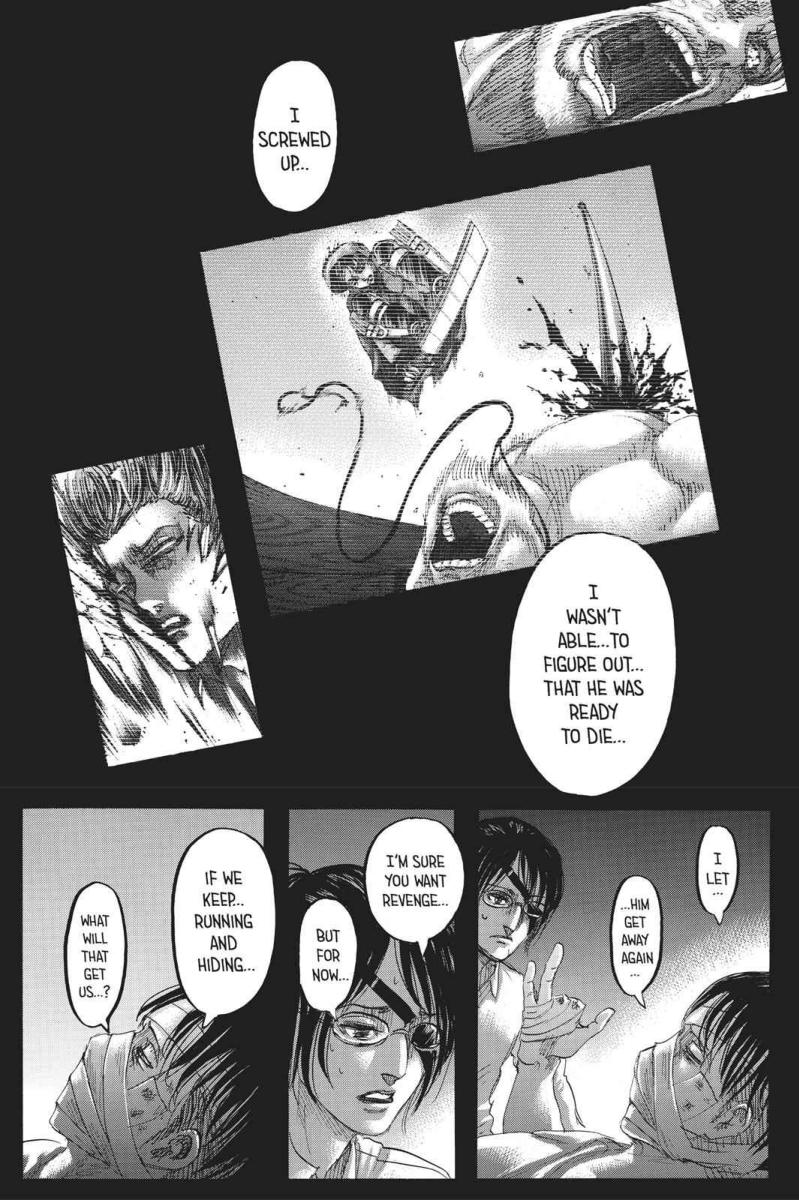 I
SCREWED
UP...
I
WASN'T
ABLE...TO
FIGURE OUT...
THAT HE WAS
READY
TO DIE...
I
LET
...
...HIM
GET
AWAY
AGAIN
...
I'M SURE
YOU WANT
REVENGE...
BUT
FOR
NOW...
IF WE
KEEP...
RUNNING
AND
HIDING...
WHAT
WILL
THAT
GET
US...?